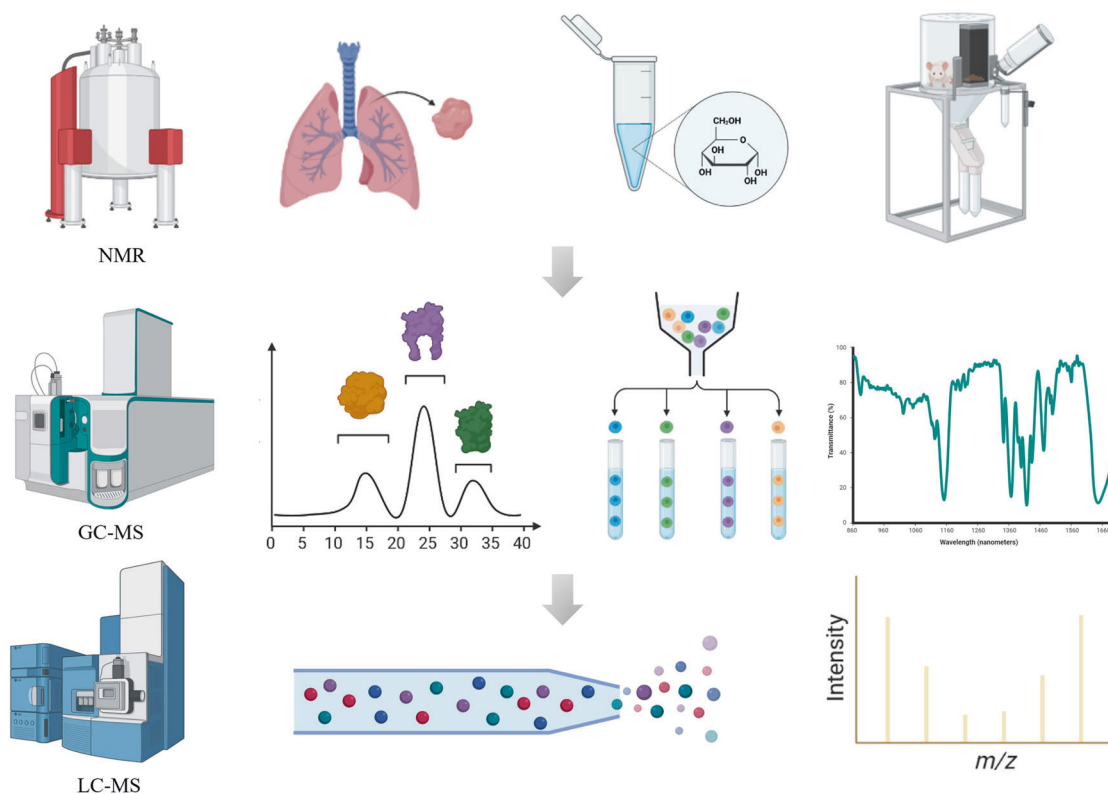 CH₂OH
O
OH
OH
OH
OH
OH
NMR
GC-MS
0 5 10 15 20 25 30 35 40
100
80
60
40
20
0
Transmittance (%)
860 960 1060 1160 1260 1360 1460 1560 1660
Wavelength (nanometers)
LC-MS
Intensity
m/z